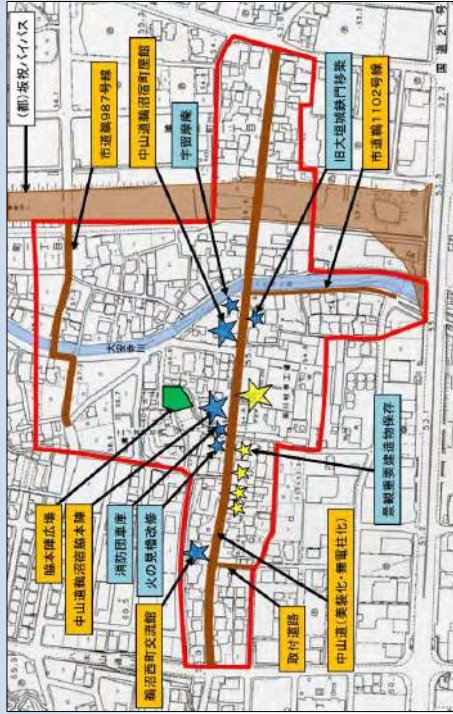 (都)坂祝バイパス
市道鵜987号線
中山道鵜沼宿町屋館
宇留摩庵
旧大垣城鉄門移築
市道鵜1102号線
国道21号
大安寺川
脇本陣広場
中山道鵜沼宿脇本陣
消防団車庫
火の見櫓改修
鵜沼西町交流館
景観重要建造物保存
中山道(美装化・無電柱化)
取付道路